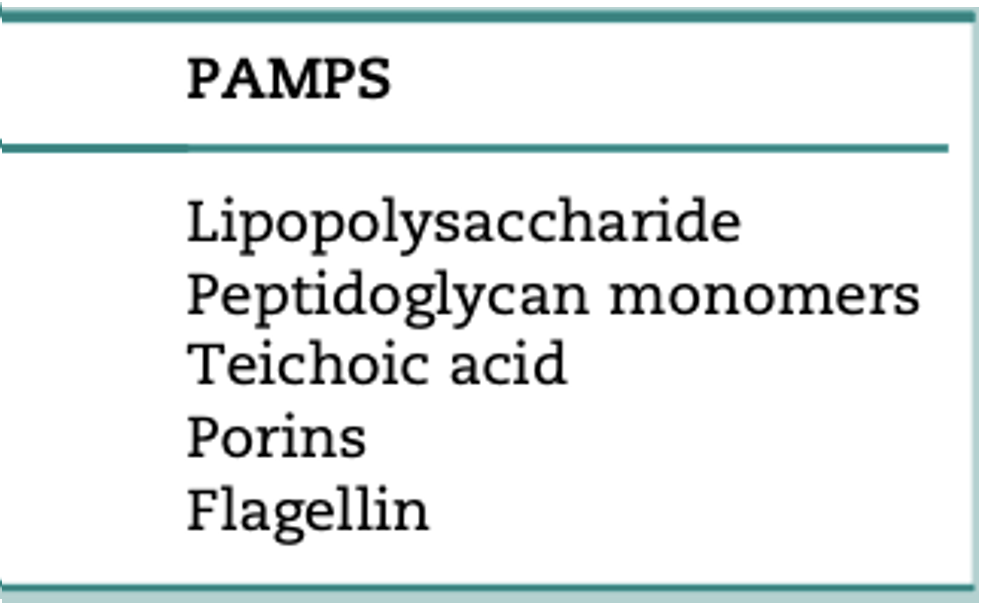 PAMPS
Lipopolysaccharide
Peptidoglycan monomers
Teichoic acid
Porins
Flagellin